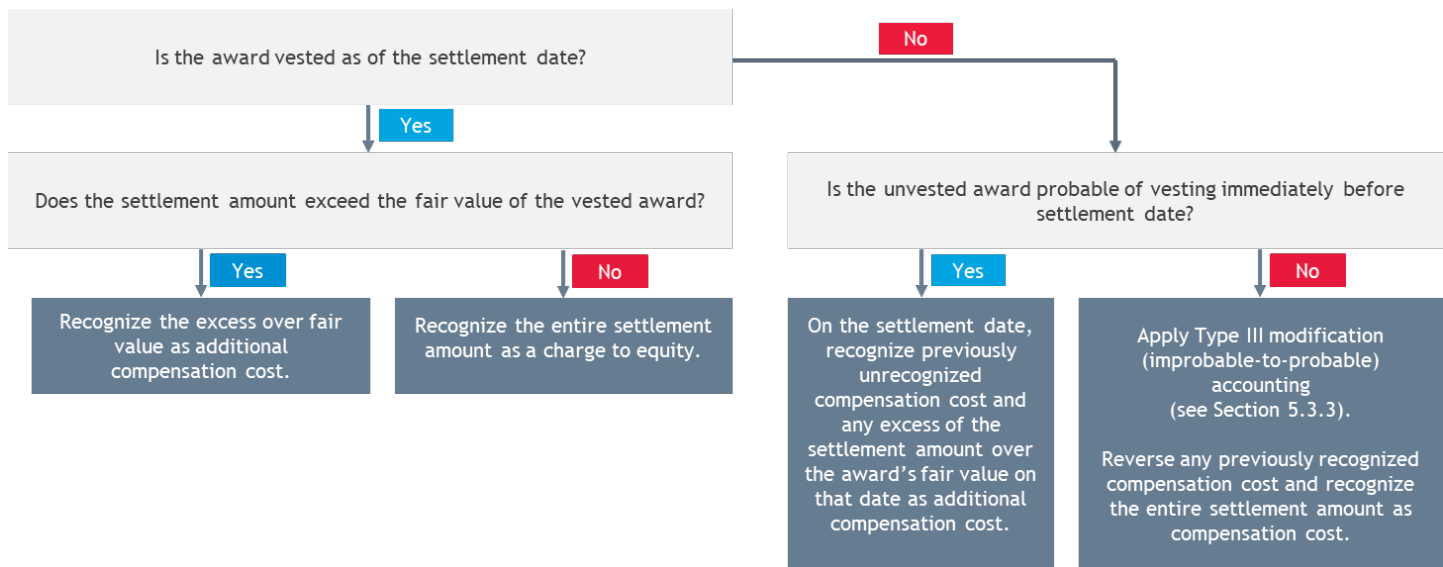 Is the award vested as of the settlement date?
No
Yes
Does the settlement amount exceed the fair value of the vested award?
Is the unvested award probable of vesting immediately before
settlement date?
Yes
No
Yes
No
Recognize the excess over fair
value as additional
compensation cost.
Recognize the entire settlement
amount as a charge to equity.
On the settlement date,
recognize previously
unrecognized
compensation cost and
any excess of the
settlement amount over
the award’s fair value on
that date as additional
compensation cost.
Apply Type III modification
(improbable-to-probable)
accounting
(see Section 5.3.3).
Reverse any previously recognized
compensation cost and recognize
the entire settlement amount as
compensation cost.